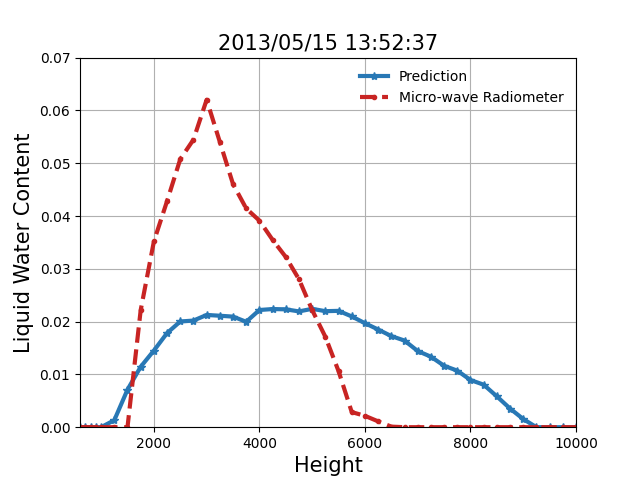 2013/05/15 13:52:37
0.07
0.06
0.05
0.04
0.03
0.02
0.01
0.00
Liquid Water Content
Prediction
Micro-wave Radiometer
2000 4000 6000 8000 10000
Height